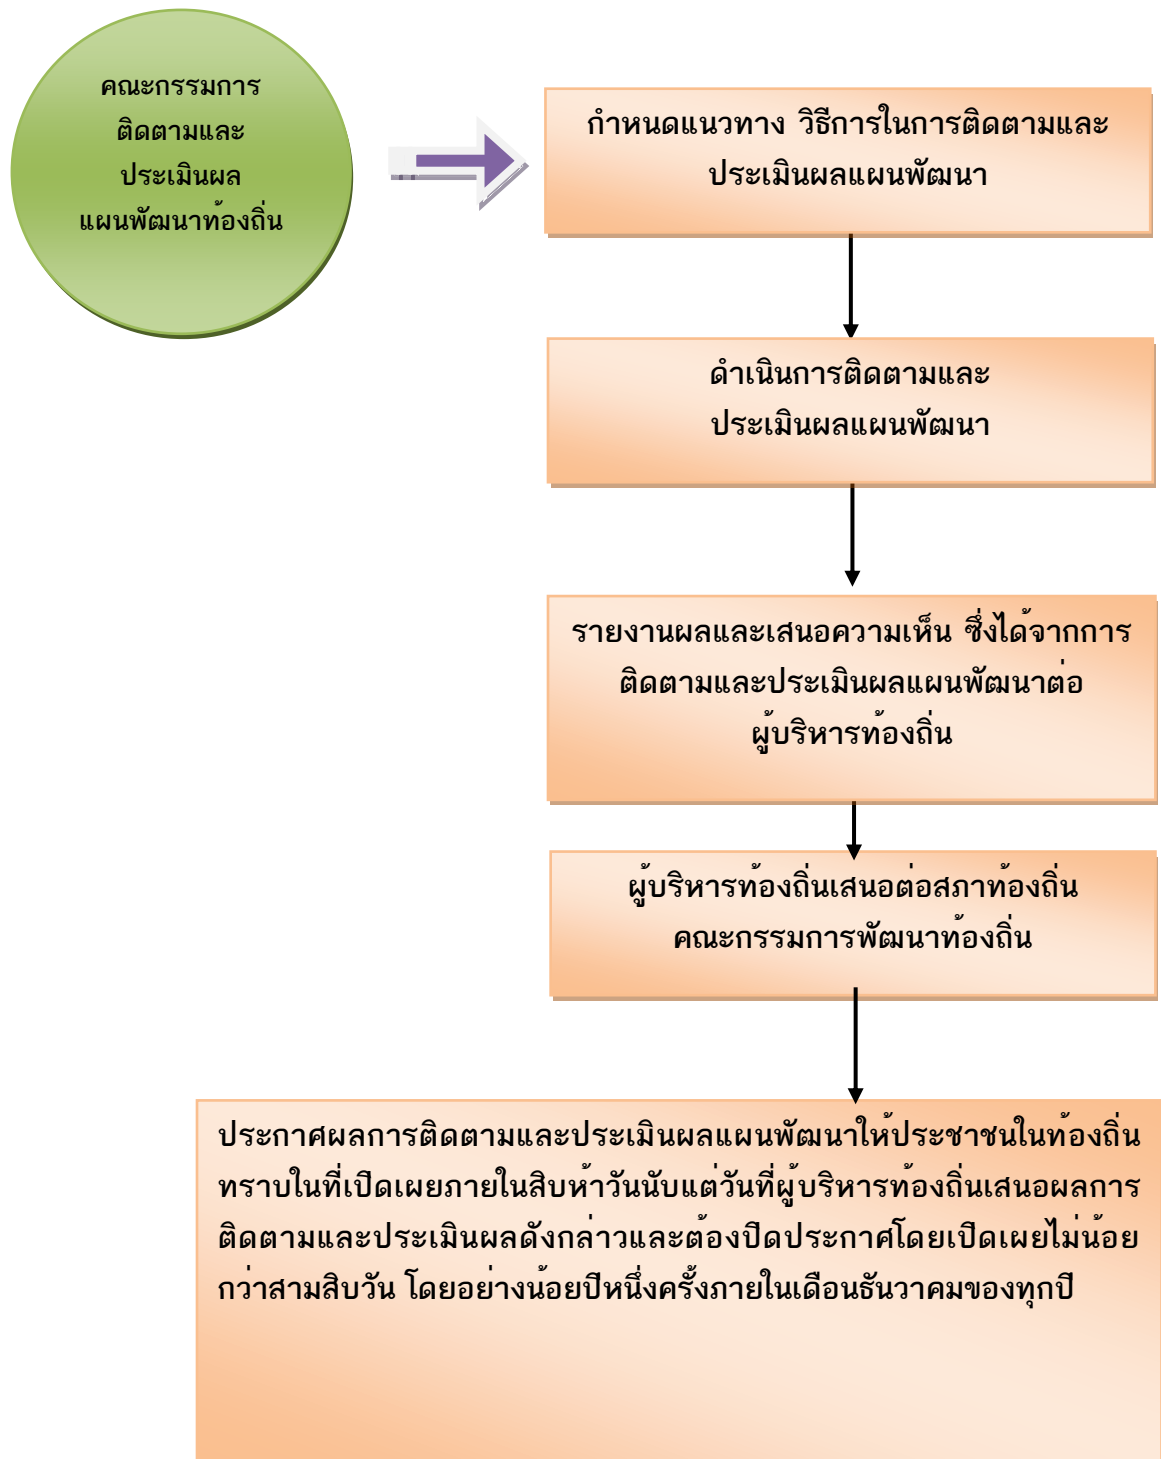 คณะกรรมการ
ติดตามและ
ประเมินผล
แผนพัฒนาท้องถิ่น
กำหนดแนวทาง วิธีการในการติดตามและ
ประเมินผลแผนพัฒนา
ดำเนินการติดตามและ
ประเมินผลแผนพัฒนา
รายงานผลและเสนอความเห็น ซึ่งได้จากการ
ติดตามและประเมินผลแผนพัฒนาต่อ
ผู้บริหารท้องถิ่น
ผู้บริหารท้องถิ่นเสนอต่อสภาท้องถิ่น
คณะกรรมการพัฒนาท้องถิ่น
ประกาศผลการติดตามและประเมินผลแผนพัฒนาให้ประชาชนในท้องถิ่น
ทราบในที่เปิดเผยภายในสิบห้าวันนับแต่วันที่ผู้บริหารท้องถิ่นเสนอผลการ
ติดตามและประเมินผลดังกล่าวและต้องปิดประกาศโดยเปิดเผยไม่น้อย
กว่าสามสิบวัน โดยอย่างน้อยปีหนึ่งครั้งภายในเดือนธันวาคมของทุกปี